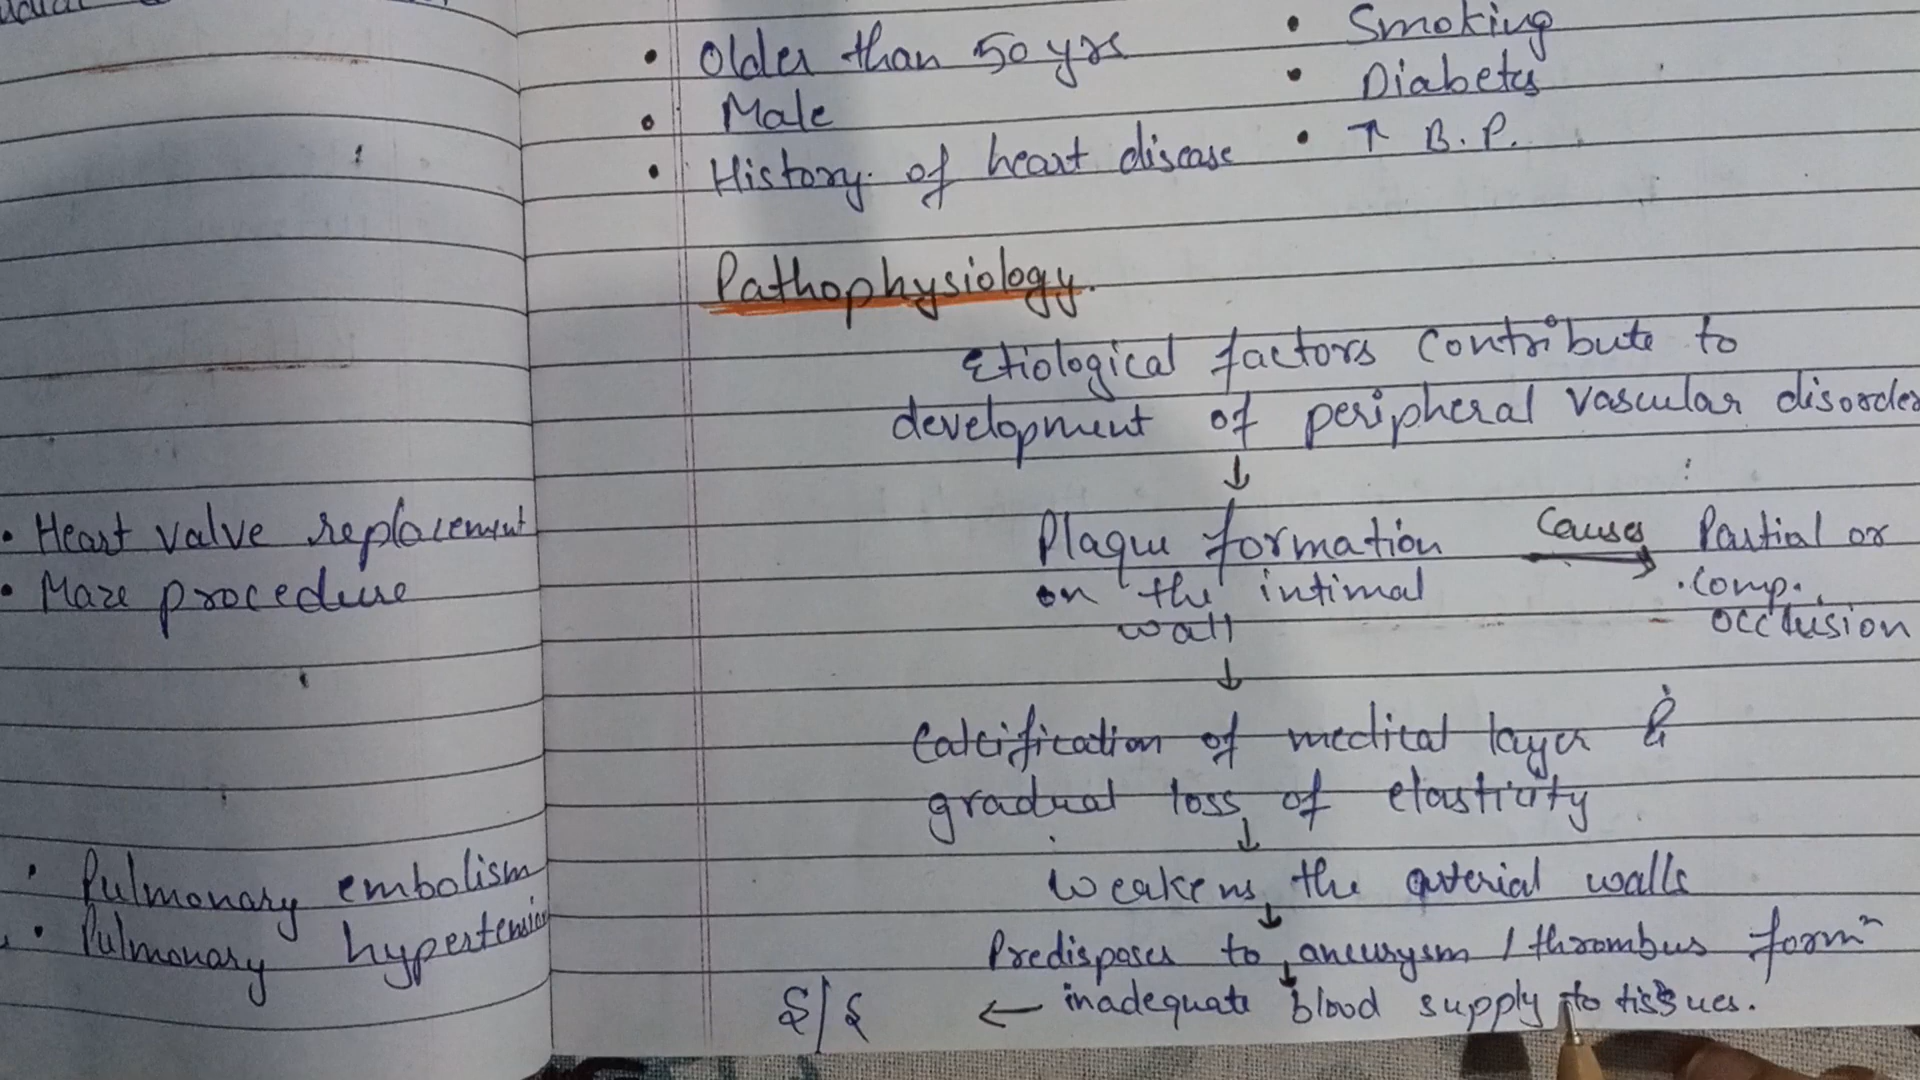 • Heart valve replacement
• Maze procedure
• Pulmonary embolism
• Pulmonary hypertension
• Older than 50 yrs
• Male
• History of heart disease
• Smoking
• Diabetes
• ↑ B.P.
Pathophysiology.
Etiological factors contribute to
development of peripheral vascular disorder
↓
Plaque formation
on the intimal
wall
causes →
Partial or
comp.
occlusion
↓
Calcification of medical layer &
gradual loss of elasticity
↓
Weakens the arterial walls
↓
Predisposes to aneurysm / thrombus formⁿ
↓
← inadequate blood supply to tissues.
S/S